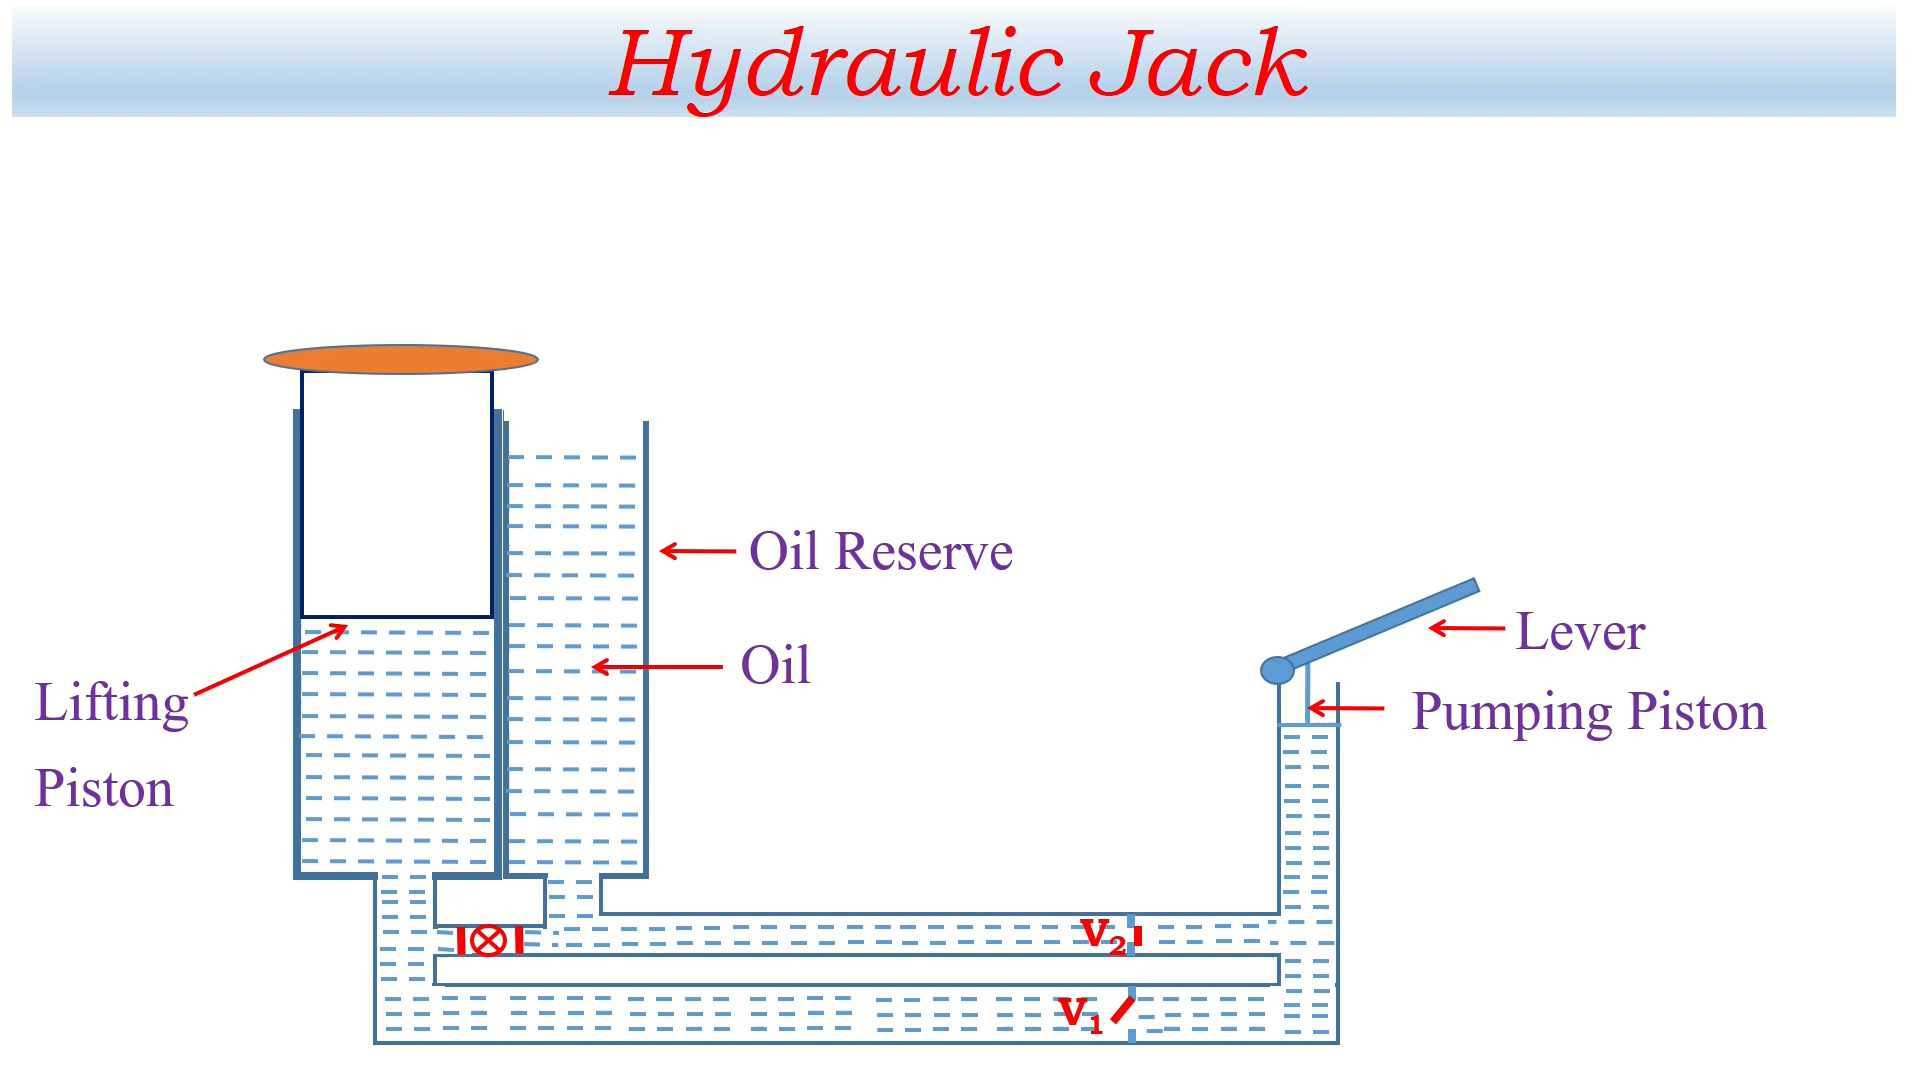 Hydraulic Jack
Oil Reserve
Lever
Oil
Lifting
Piston
Pumping Piston
V₂
V₁